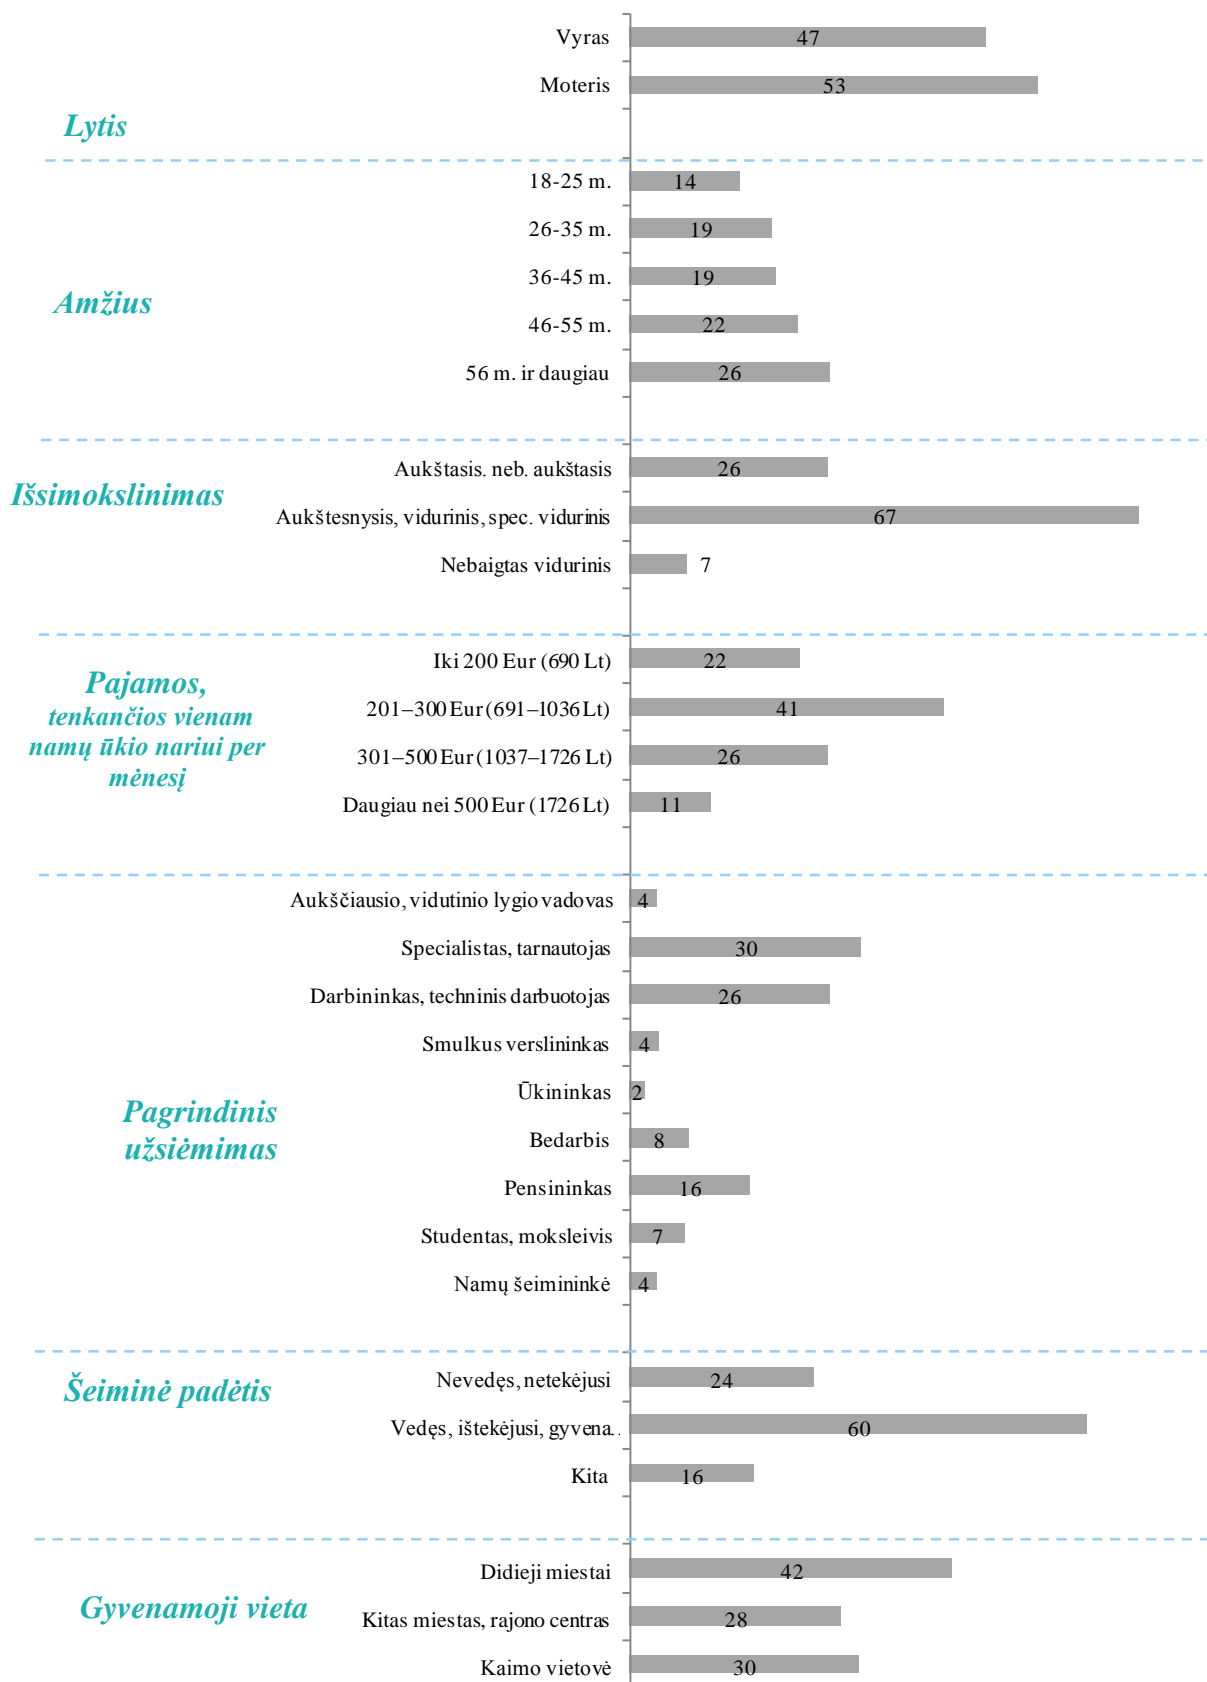 Vyras 47
Moteris 53
Lytis
18-25 m. 14
26-35 m. 19
36-45 m. 19
Amžius
46-55 m. 22
56 m. ir daugiau 26
Aukštasis. neb. aukštasis 26
Išsimokslinimas
Aukštesnysis, vidurinis, spec. vidurinis 67
Nebaigtas vidurinis 7
Iki 200 Eur (690 Lt) 22
Pajamos,
tenkančios vienam
namų ūkio nariui per
mėnesį
201–300 Eur (691–1036 Lt) 41
301–500 Eur (1037–1726 Lt) 26
Daugiau nei 500 Eur (1726 Lt) 11
Aukščiausio, vidutinio lygio vadovas 4
Specialistas, tarnautojas 30
Darbininkas, techninis darbuotojas 26
Smulkus verslininkas 4
Ūkininkas 2
Pagrindinis
užsiėmimas
Bedarbis 8
Pensininkas 16
Studentas, moksleivis 7
Namų šeimininkė 4
Nevedęs, netekėjusi 24
Šeiminė padėtis
Vedęs, ištekėjusi, gyvena.. 60
Kita 16
Didieji miestai 42
Gyvenamoji vieta
Kitas miestas, rajono centras 28
Kaimo vietovė 30